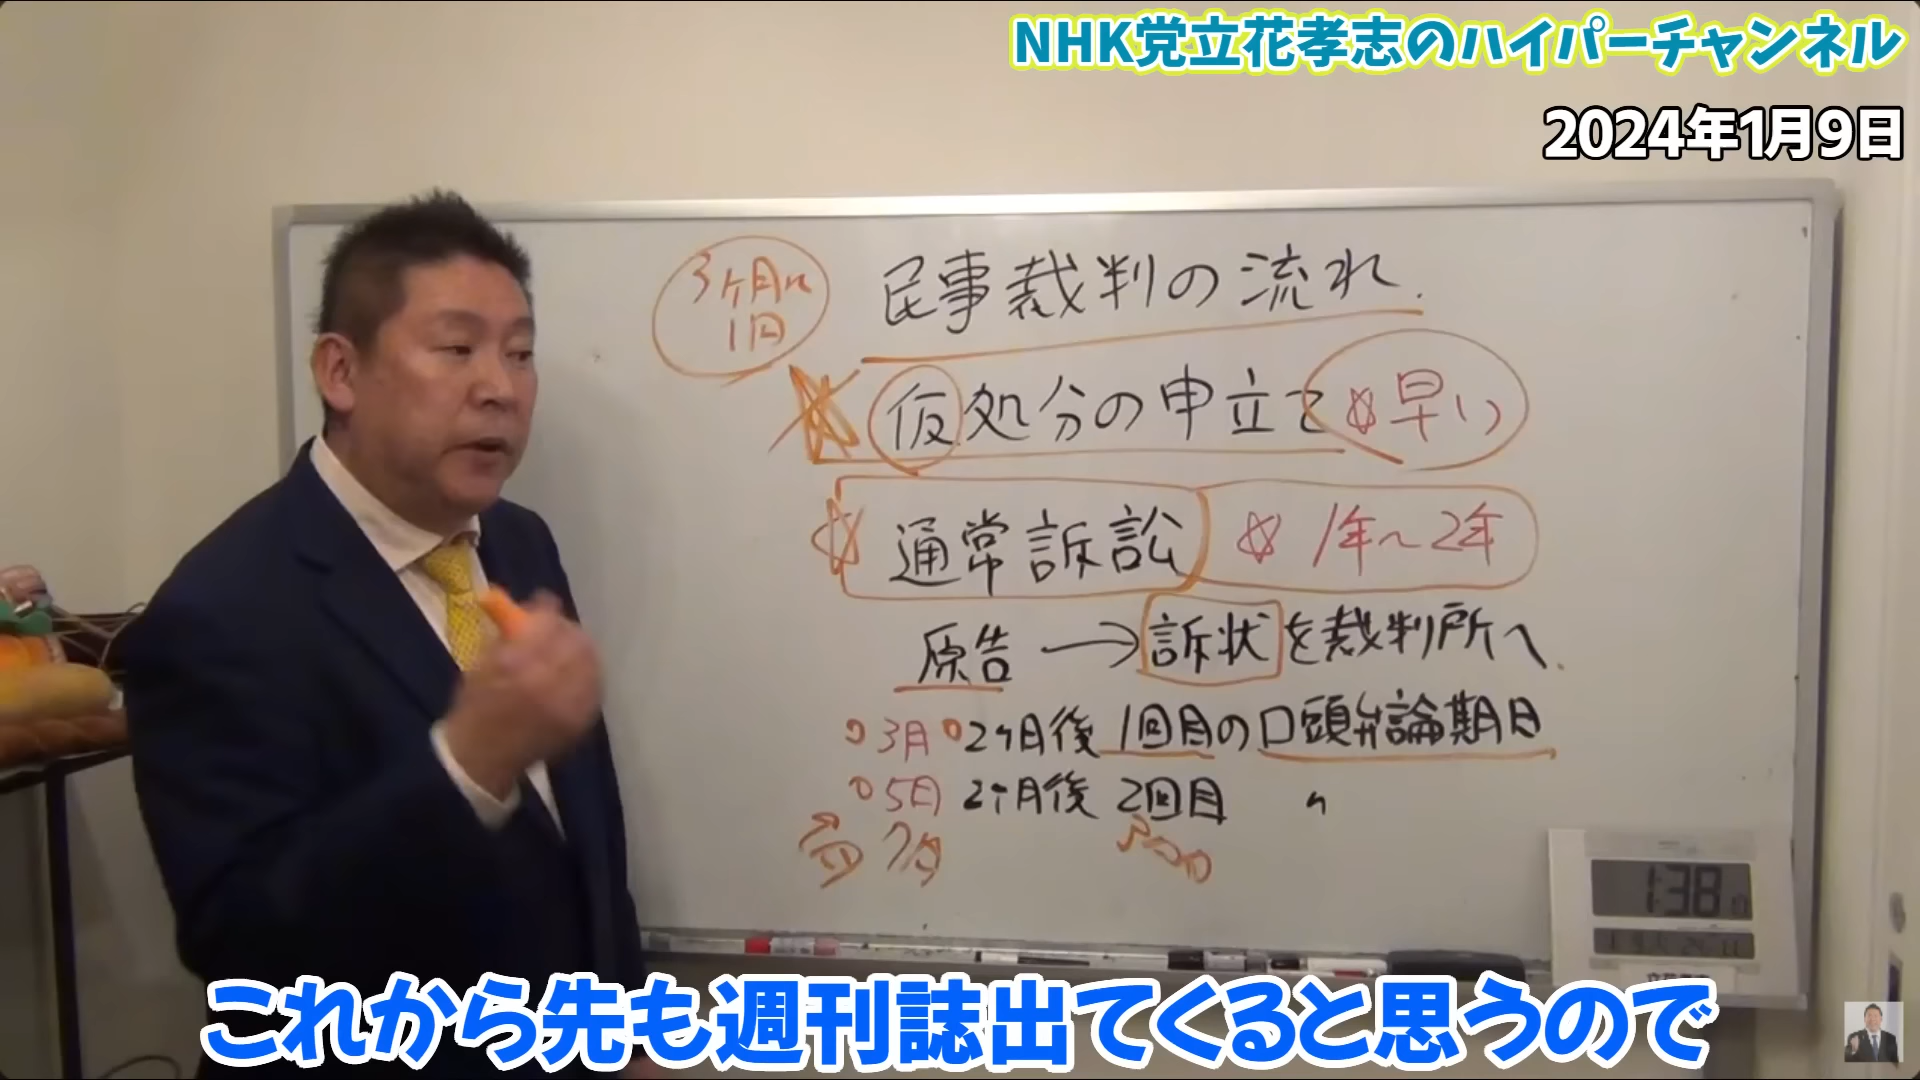 NHK党立花孝志のハイパーチャンネル
2024年1月9日
3ヶ月に
1回
民事裁判の流れ.
仮処分の申立て ☆早い
通常訴訟 ☆ 1年〜2年
原告 → 訴状を裁判所へ.
3月 2ヶ月後 1回目の口頭弁論期日
5月 2ヶ月後 2回目 〃
7月
1:38
これから先も週刊誌出てくると思うので